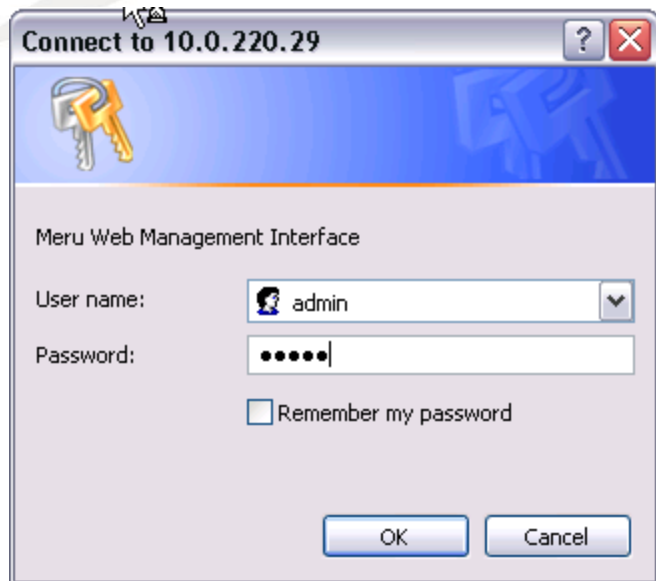 Connect to 10.0.220.29
Meru Web Management Interface
User name: admin
Password: •••••
Remember my password
OK Cancel